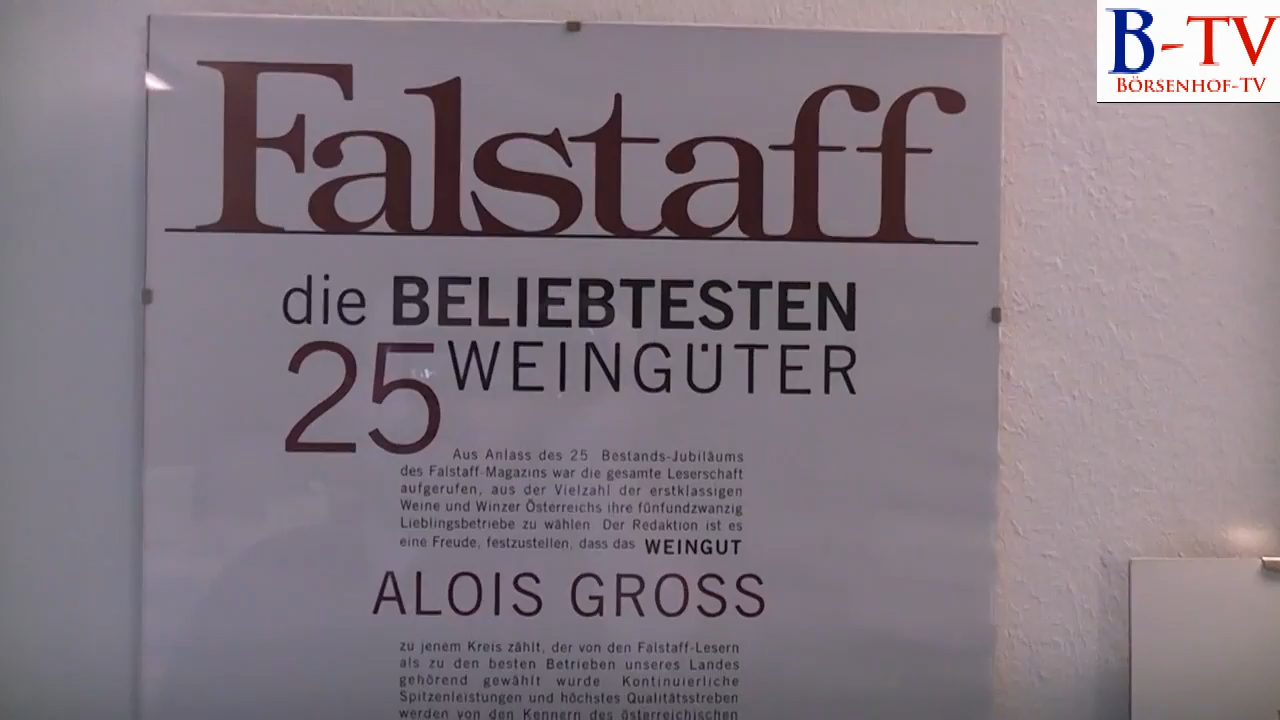 B-TV
BÖRSENHOF-TV
Falstaff
die BELIEBTESTEN
25 WEINGÜTER
Aus Anlass des 25 Bestands-Jubiläums
des Falstaff-Magazins war die gesamte Leserschaft
aufgerufen, aus der Vielzahl der erstklassigen
Weine und Winzer Österreichs ihre fünfundzwanzig
Lieblingsbetriebe zu wählen Der Redaktion ist es
eine Freude, festzustellen, dass das WEINGUT
ALOIS GROSS
zu jenem Kreis zählt, der von den Falstaff-Lesern
als zu den besten Betrieben unseres Landes
gehörend gewählt wurde Kontinuierliche
Spitzenleistungen und höchstes Qualitätsstreben
werden von den Kennern des österreichischen